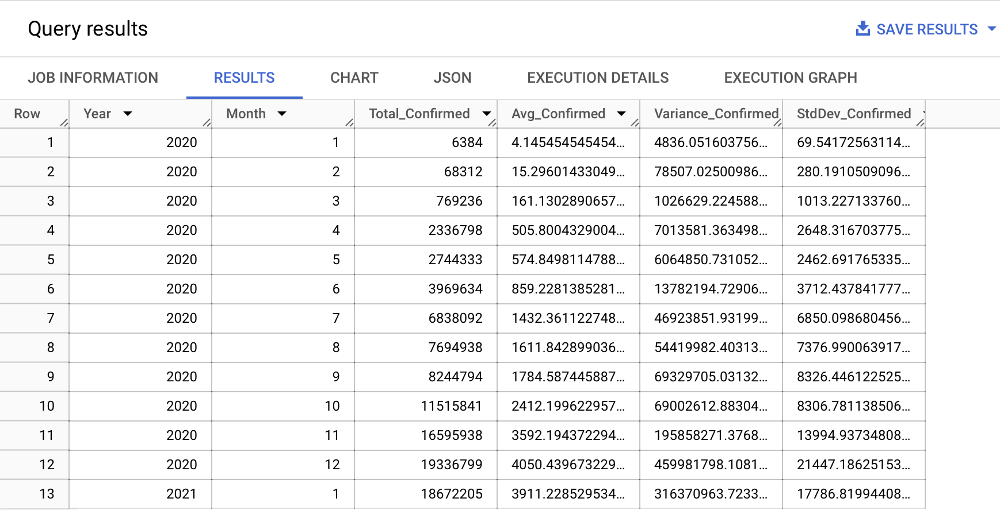 Query results
SAVE RESULTS
JOB INFORMATION RESULTS CHART JSON EXECUTION DETAILS EXECUTION GRAPH
Row Year Month Total_Confirmed Avg_Confirmed Variance_Confirmed StdDev_Confirmed
1 2020 1 6384 4.145454545454... 4836.051603756... 69.54172563114...
2 2020 2 68312 15.29601433049... 78507.02500986... 280.1910509096...
3 2020 3 769236 161.1302890657... 1026629.224588... 1013.227133760...
4 2020 4 2336798 505.8004329004... 7013581.363498... 2648.316703775...
5 2020 5 2744333 574.8498114788... 6064850.731052... 2462.691765335...
6 2020 6 3969634 859.2281385281... 13782194.72906... 3712.437841777...
7 2020 7 6838092 1432.361122748... 46923851.93199... 6850.098680456...
8 2020 8 7694938 1611.842899036... 54419982.40313... 7376.990063917...
9 2020 9 8244794 1784.587445887... 69329705.03132... 8326.446122525...
10 2020 10 11515841 2412.199622957... 69002612.88304... 8306.781138506...
11 2020 11 16595938 3592.194372294... 195858271.3768... 13994.93734808...
12 2020 12 19336799 4050.439673229... 459981798.1081... 21447.18625153...
13 2021 1 18672205 3911.228529534... 316370963.7233... 17786.81994408...